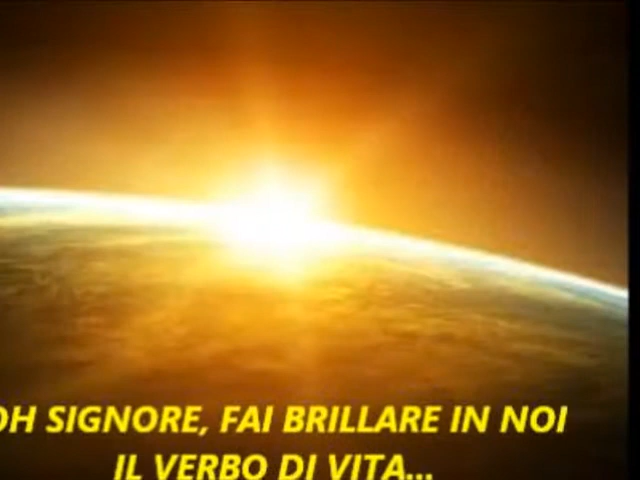 OH SIGNORE, FAI BRILLARE IN NOI
IL VERBO DI VITA...